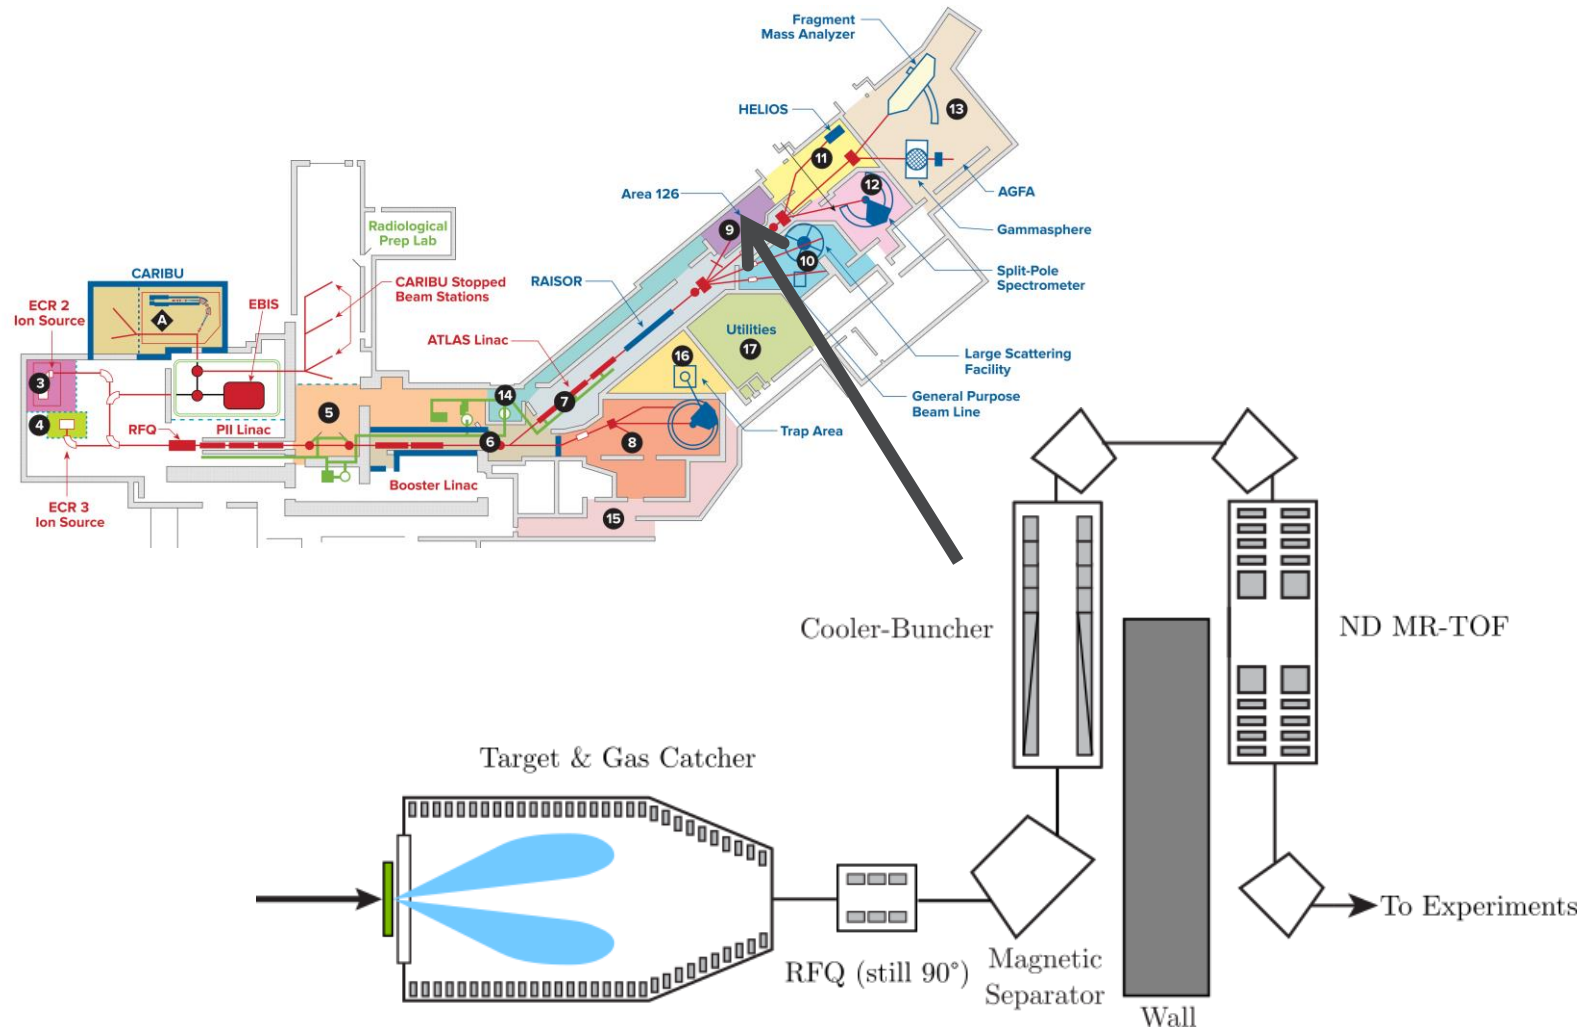 Fragment
Mass Analyzer
13
HELIOS
11
12
AGFA
Area 126
Gammasphere
9
10
Radiological
Prep Lab
Split-Pole
Spectrometer
CARIBU
CARIBU Stopped
Beam Stations
RAISOR
ECR 2
Ion Source
A
EBIS
ATLAS Linac
Utilities
17
16
Large Scattering
Facility
3
14
General Purpose
Beam Line
4
5
7
RFQ
PII Linac
6
8
Trap Area
Booster Linac
ECR 3
Ion Source
15
Cooler-Buncher
ND MR-TOF
Target & Gas Catcher
To Experiments
RFQ (still 90°)
Magnetic
Separator
Wall